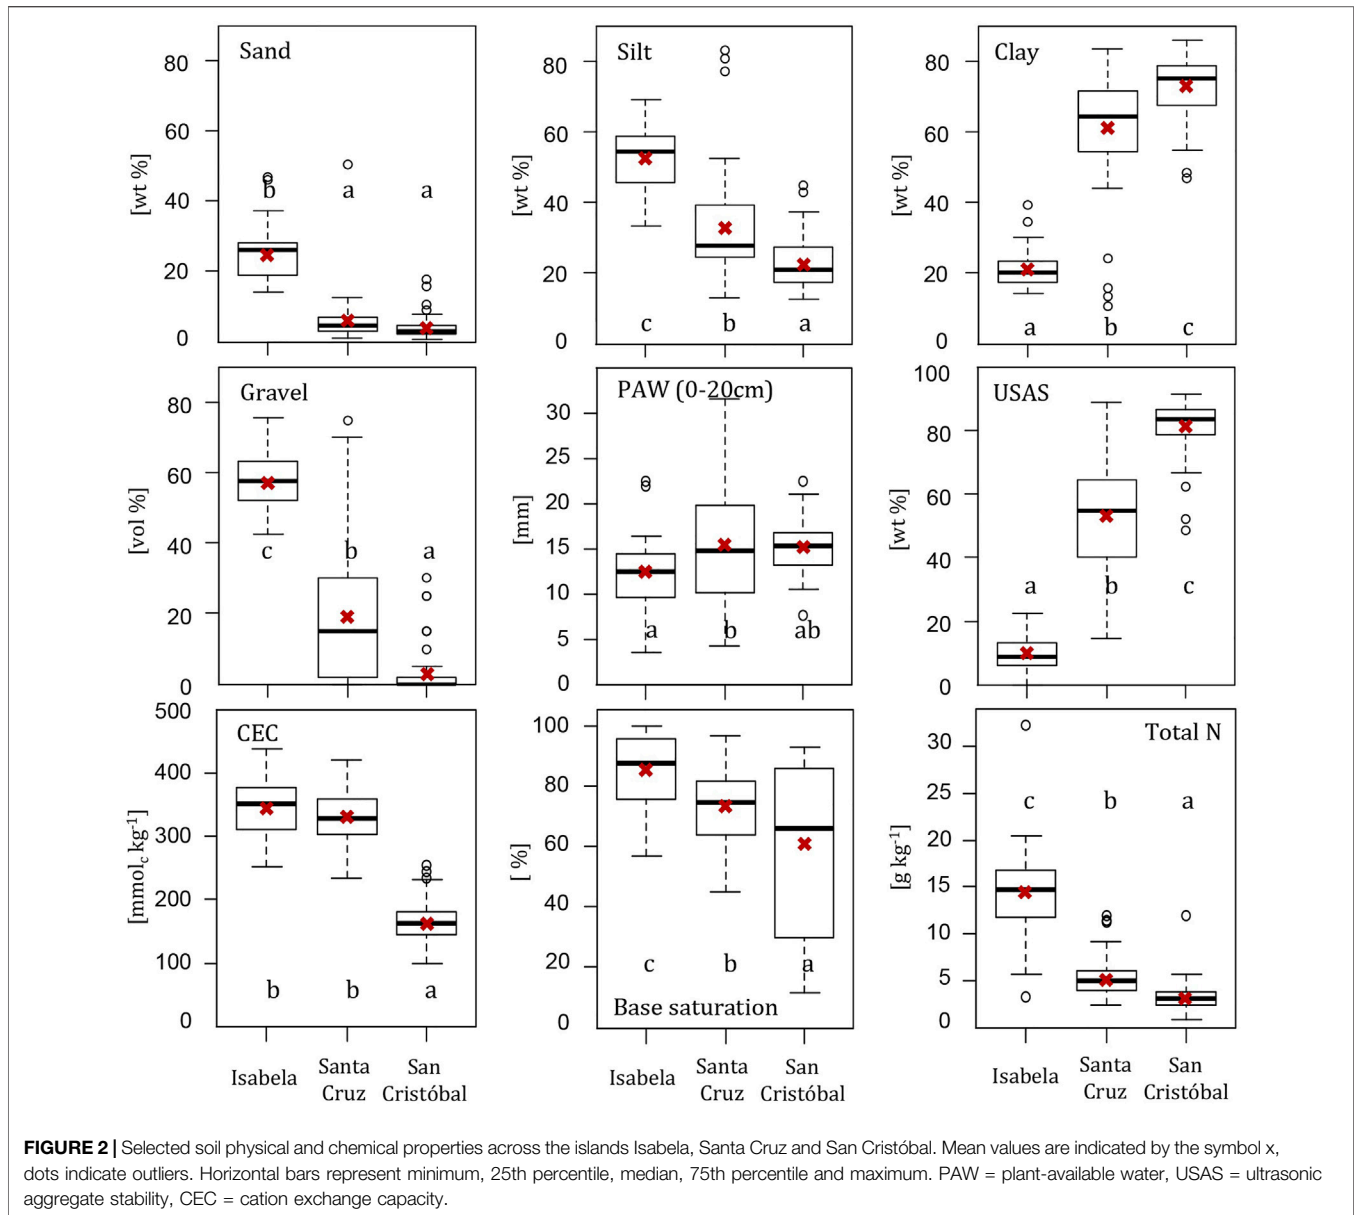 Sand
[wt %]
80
60
40
20
0
b
a
a
Silt
[wt %]
80
60
40
20
0
c
b
a
Clay
[wt %]
80
60
40
20
0
a
b
c
Gravel
[vol %]
80
60
40
20
0
c
b
a
PAW (0-20cm)
[mm]
30
25
20
15
10
5
0
a
b
ab
USAS
[wt %]
100
80
60
40
20
0
a
b
c
CEC
[mmolc kg-1]
500
400
300
200
100
0
b
b
a
Base saturation
[ %]
100
80
60
40
20
0
c
b
a
Total N
[g kg-1]
30
25
20
15
10
5
0
c
b
a
Isabela
Santa
Cruz
San
Cristóbal
Isabela
Santa
Cruz
San
Cristóbal
Isabela
Santa
Cruz
San
Cristóbal
FIGURE 2 | Selected soil physical and chemical properties across the islands Isabela, Santa Cruz and San Cristóbal. Mean values are indicated by the symbol x,
dots indicate outliers. Horizontal bars represent minimum, 25th percentile, median, 75th percentile and maximum. PAW = plant-available water, USAS = ultrasonic
aggregate stability, CEC = cation exchange capacity.